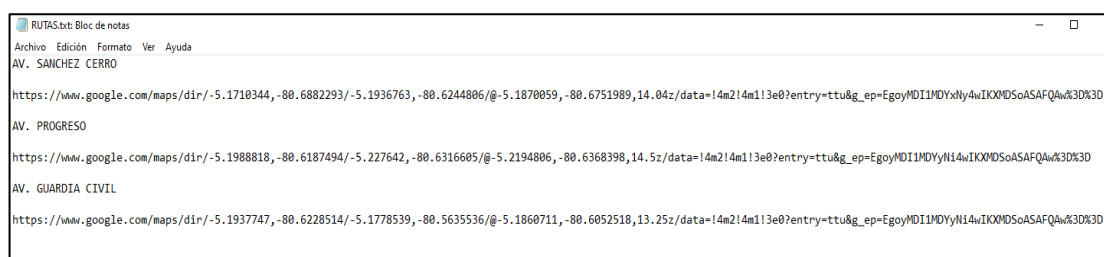 RUTAS.txt: Bloc de notas
Archivo Edición Formato Ver Ayuda
AV. SANCHEZ CERRO
https://www.google.com/maps/dir/-5.1710344,-80.6882293/-5.1936763,-80.6244806/@-5.1870059,-80.6751989,14.04z/data=!4m2!4m1!3e0?entry=ttu&g_ep=EgoyMDI1MDYxNy4wIKXMDSoASAFQAw%3D%3D
AV. PROGRESO
https://www.google.com/maps/dir/-5.1988818,-80.6187494/-5.227642,-80.6316605/@-5.2194806,-80.6368398,14.5z/data=!4m2!4m1!3e0?entry=ttu&g_ep=EgoyMDI1MDYyNi4wIKXMDSoASAFQAw%3D%3D
AV. GUARDIA CIVIL
https://www.google.com/maps/dir/-5.1937747,-80.6228514/-5.1778539,-80.5635536/@-5.1860711,-80.6052518,13.25z/data=!4m2!4m1!3e0?entry=ttu&g_ep=EgoyMDI1MDYyNi4wIKXMDSoASAFQAw%3D%3D